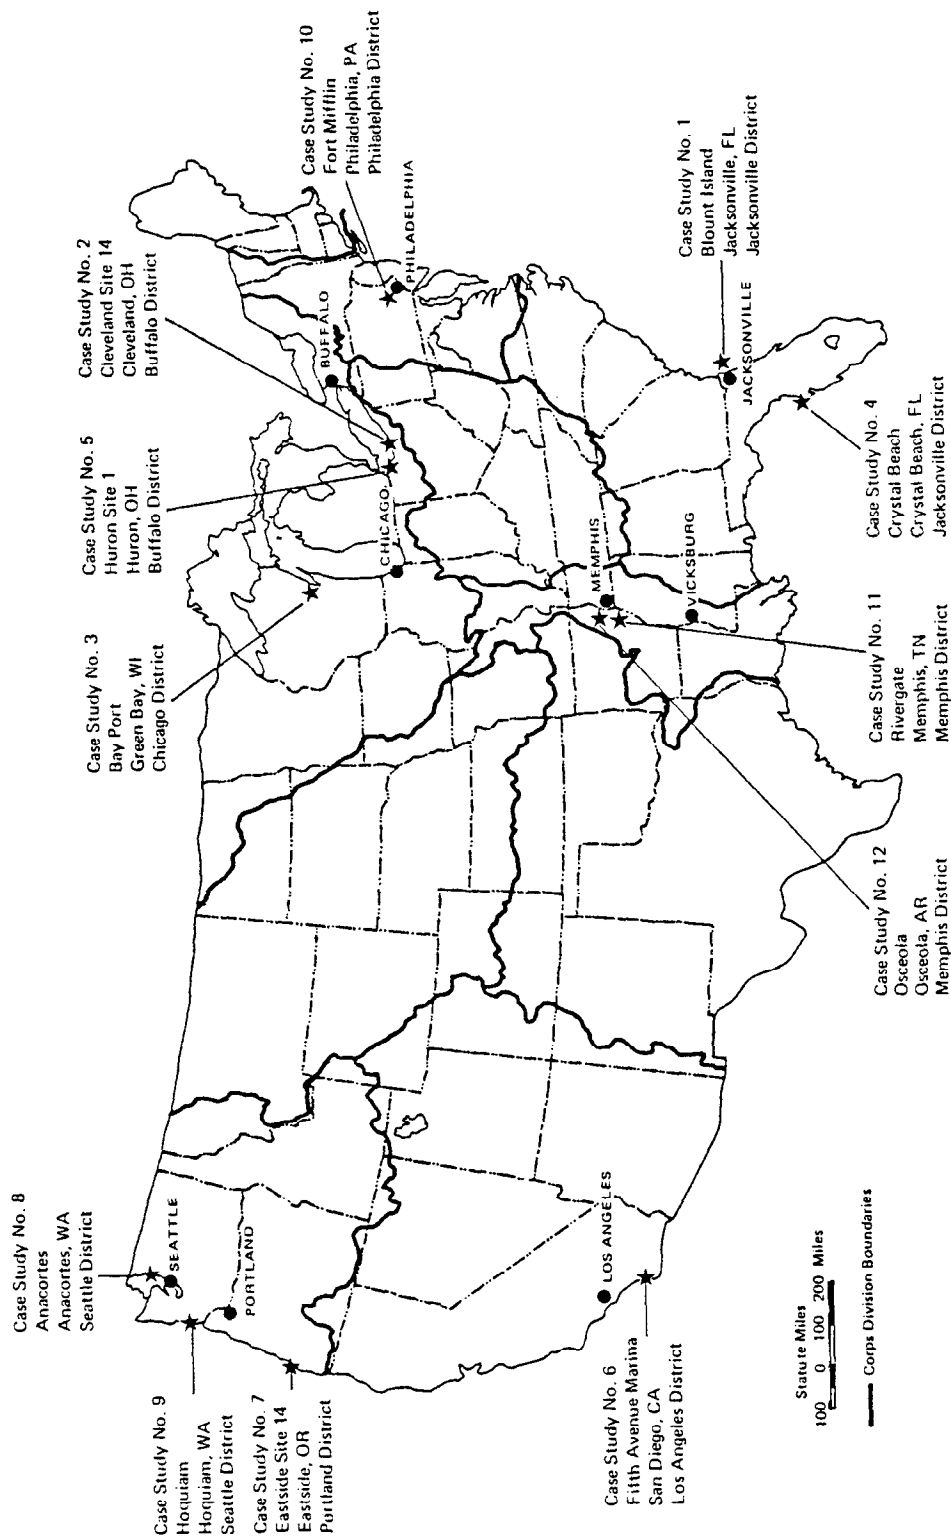 Case Study No. 8
Anacortes
Anacortes, WA
Seattle District
Case Study No. 9
Hoquiam
Hoquiam, WA
Seattle District
Case Study No. 7
Eastside Site 14
Eastside, OR
Portland District
Case Study No. 6
Fifth Avenue Marina
San Diego, CA
Los Angeles District
Case Study No. 3
Bay Port
Green Bay, WI
Chicago District
Case Study No. 5
Huron Site 1
Huron, OH
Buffalo District
Case Study No. 2
Cleveland Site 14
Cleveland, OH
Buffalo District
Case Study No. 10
Fort Mifflin
Philadelphia, PA
Philadelphia District
Case Study No. 1
Blount Island
Jacksonville, FL
Jacksonville District
Case Study No. 4
Crystal Beach
Crystal Beach, FL
Jacksonville District
Case Study No. 11
Rivergate
Memphis, TN
Memphis District
Case Study No. 12
Osceola
Osceola, AR
Memphis District
SEATTLE
PORTLAND
LOS ANGELES
CHICAGO
BUFFALO
PHILADELPHIA
MEMPHIS
VICKSBURG
JACKSONVILLE
Statute Miles
100 0 100 200 Miles
Corps Division Boundaries